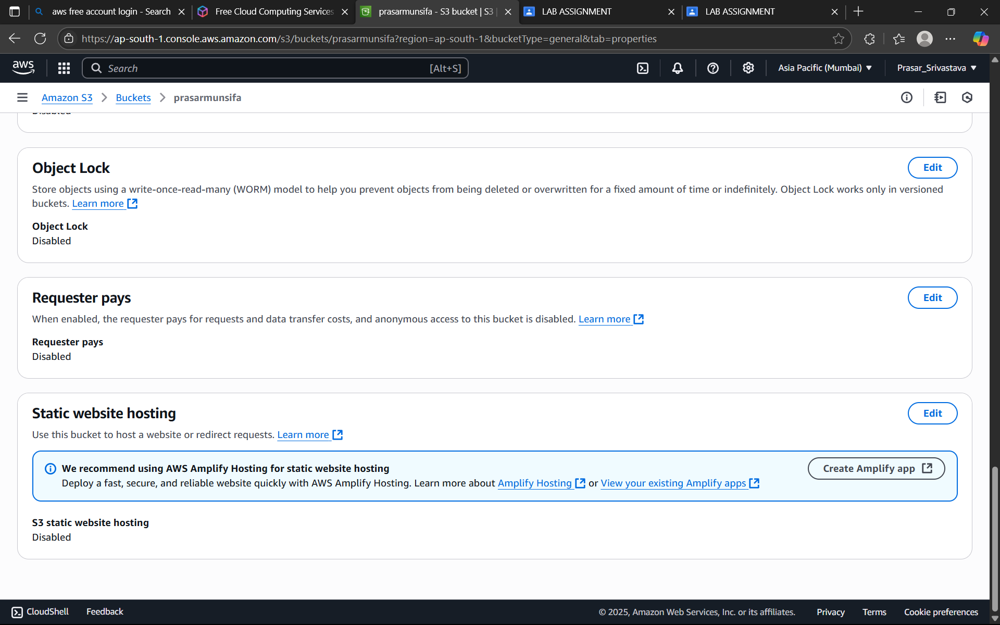 aws free account login - Search
Free Cloud Computing Services
prasarmunsifa - S3 bucket | S3 |
LAB ASSIGNMENT
LAB ASSIGNMENT
https://ap-south-1.console.aws.amazon.com/s3/buckets/prasarmunsifa?region=ap-south-1&bucketType=general&tab=properties
aws
Search
[Alt+S]
Asia Pacific (Mumbai)
Prasar_Srivastava
Amazon S3
Buckets
prasarmunsifa
Disabled
Object Lock
Edit
Store objects using a write-once-read-many (WORM) model to help you prevent objects from being deleted or overwritten for a fixed amount of time or indefinitely. Object Lock works only in versioned
buckets. Learn more
Object Lock
Disabled
Requester pays
Edit
When enabled, the requester pays for requests and data transfer costs, and anonymous access to this bucket is disabled. Learn more
Requester pays
Disabled
Static website hosting
Edit
Use this bucket to host a website or redirect requests. Learn more
We recommend using AWS Amplify Hosting for static website hosting
Create Amplify app
Deploy a fast, secure, and reliable website quickly with AWS Amplify Hosting. Learn more about Amplify Hosting or View your existing Amplify apps
S3 static website hosting
Disabled
CloudShell
Feedback
© 2025, Amazon Web Services, Inc. or its affiliates.
Privacy
Terms
Cookie preferences